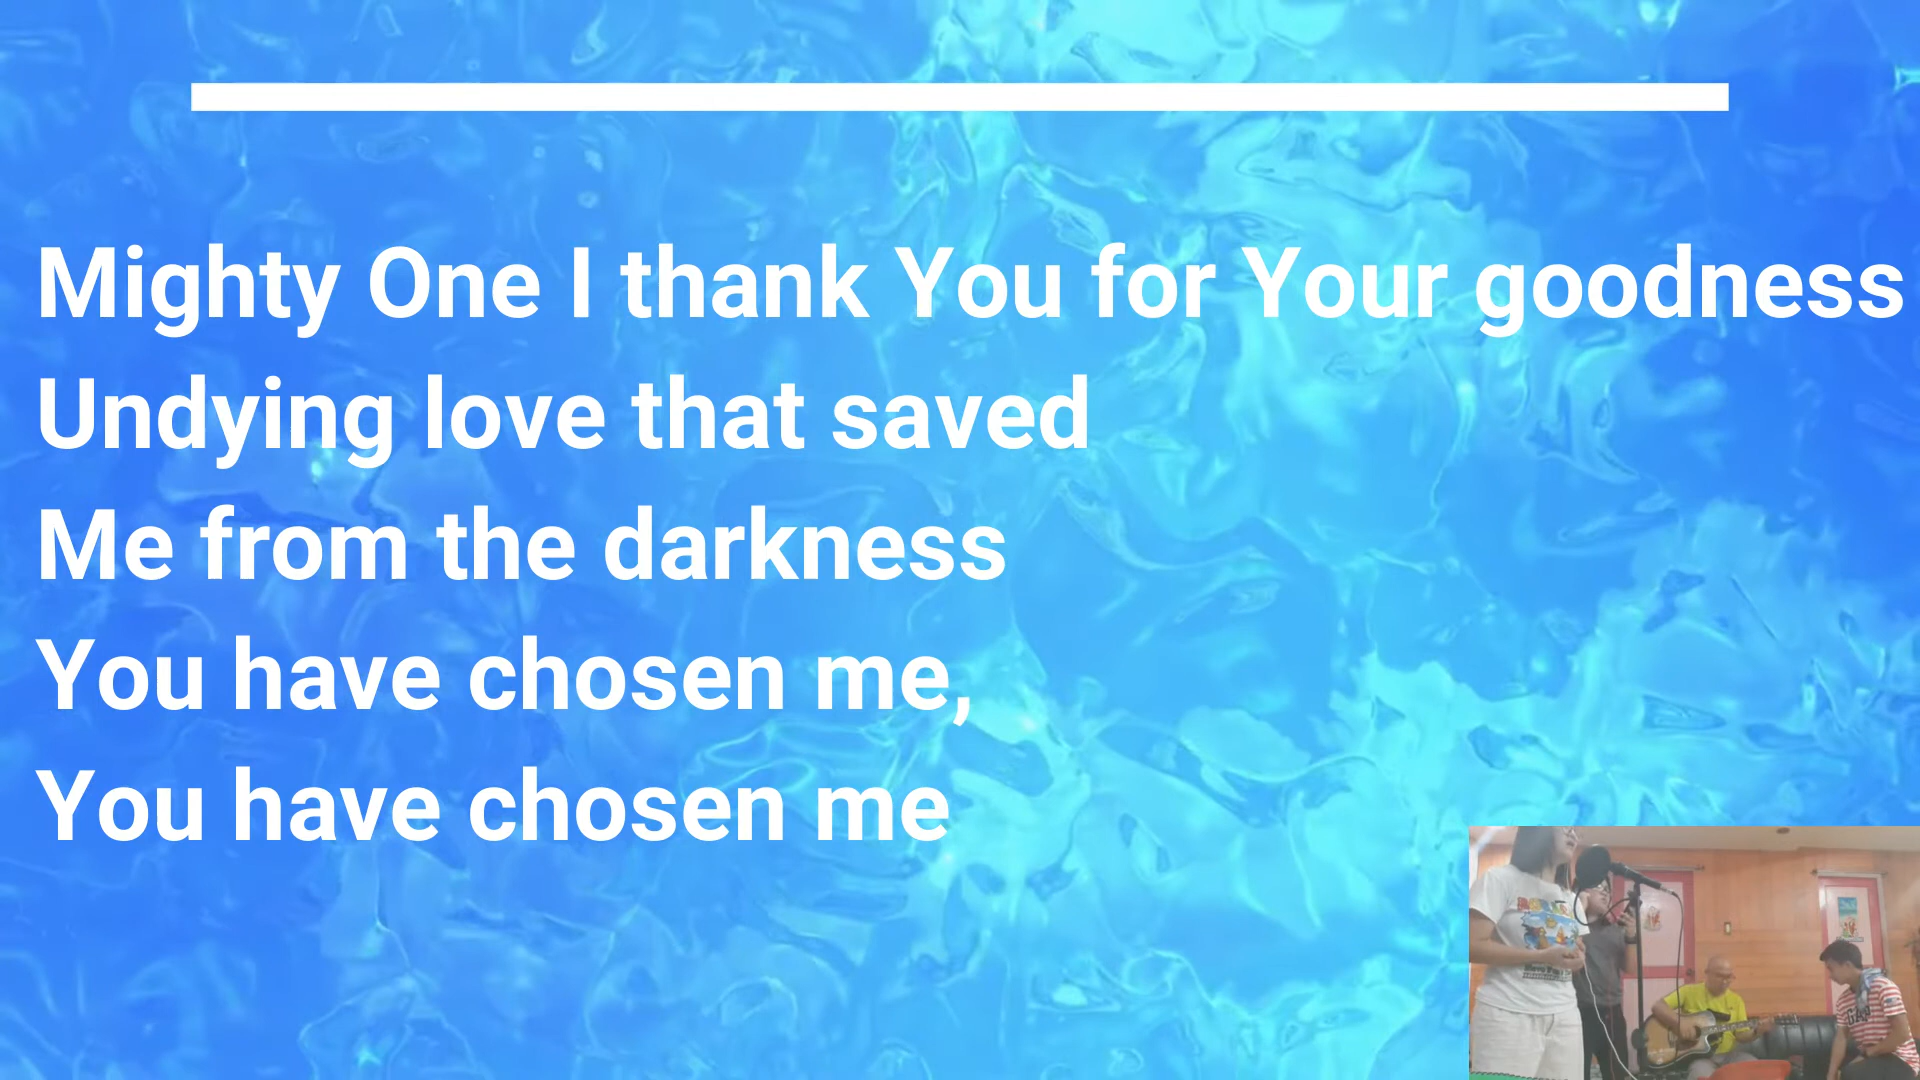 Mighty One I thank You for Your goodness
Undying love that saved
Me from the darkness
You have chosen me,
You have chosen me